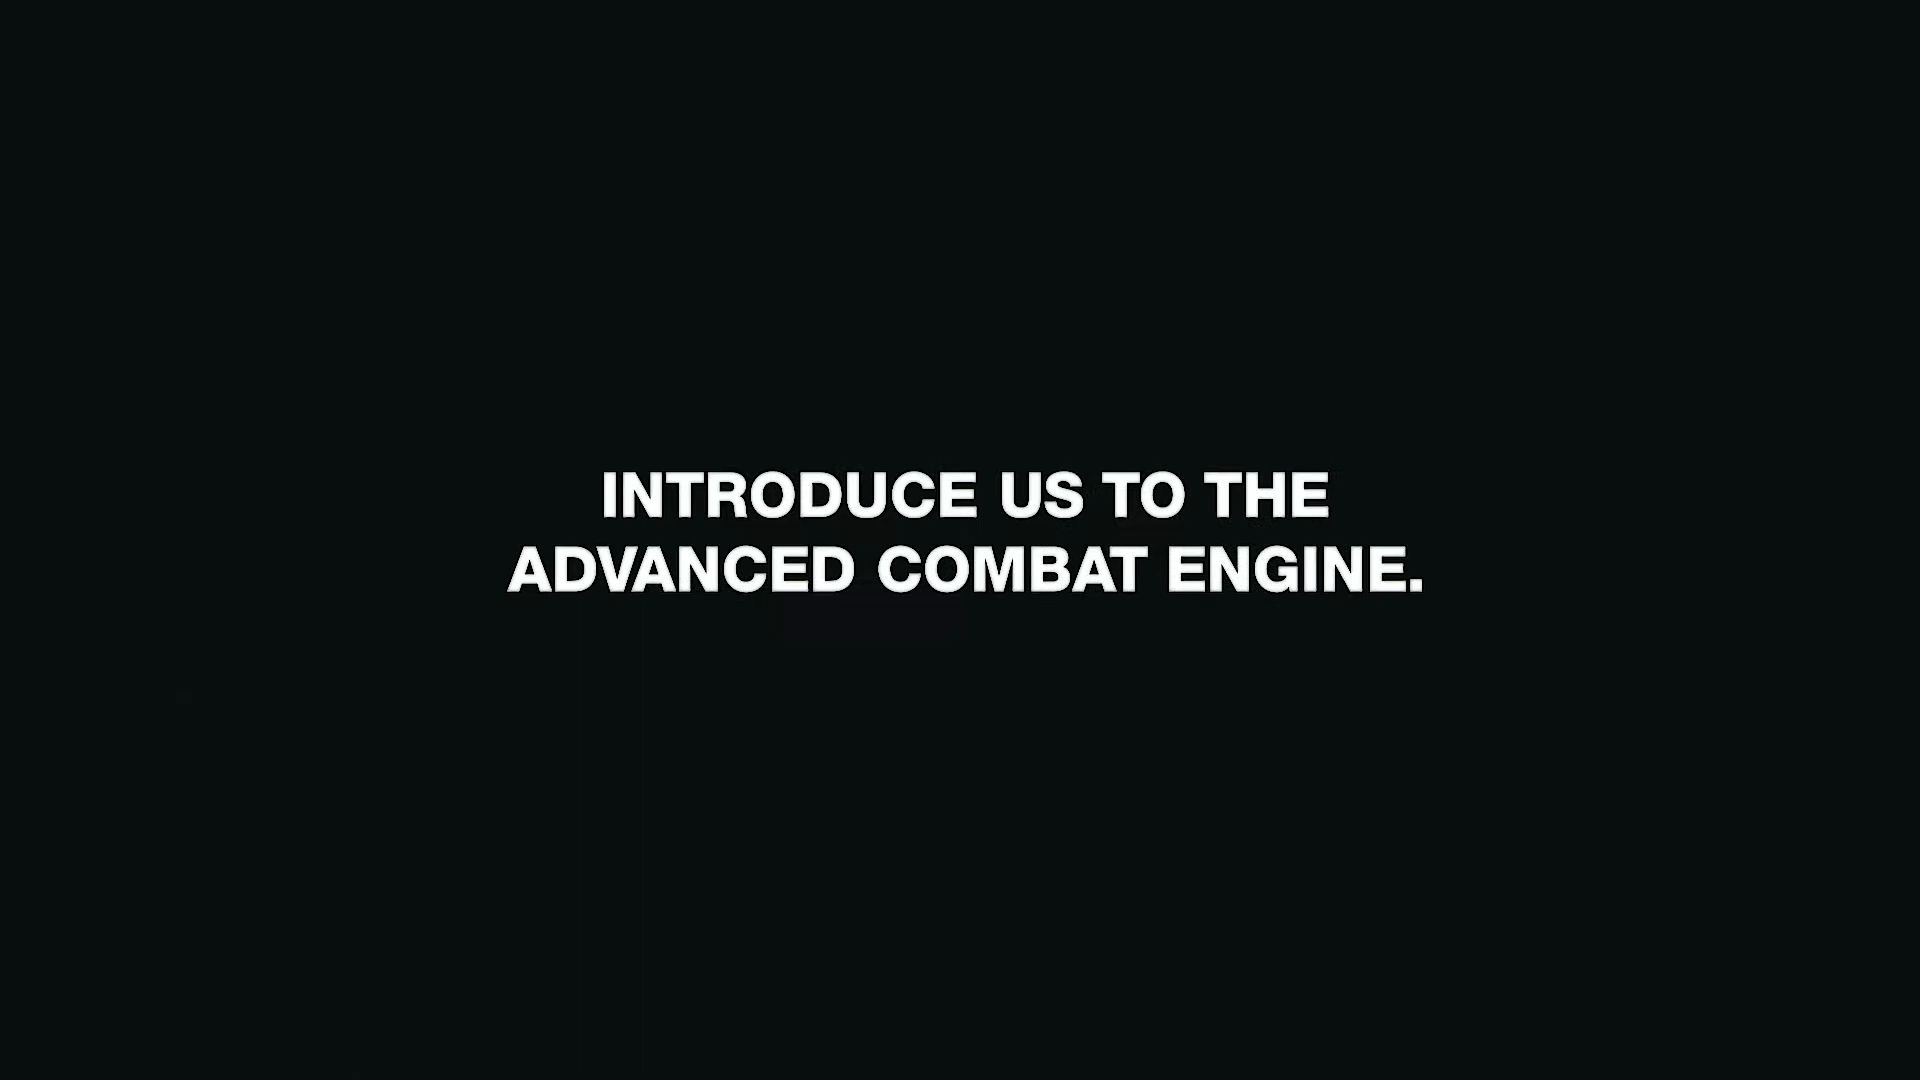 INTRODUCE US TO THE
ADVANCED COMBAT ENGINE.